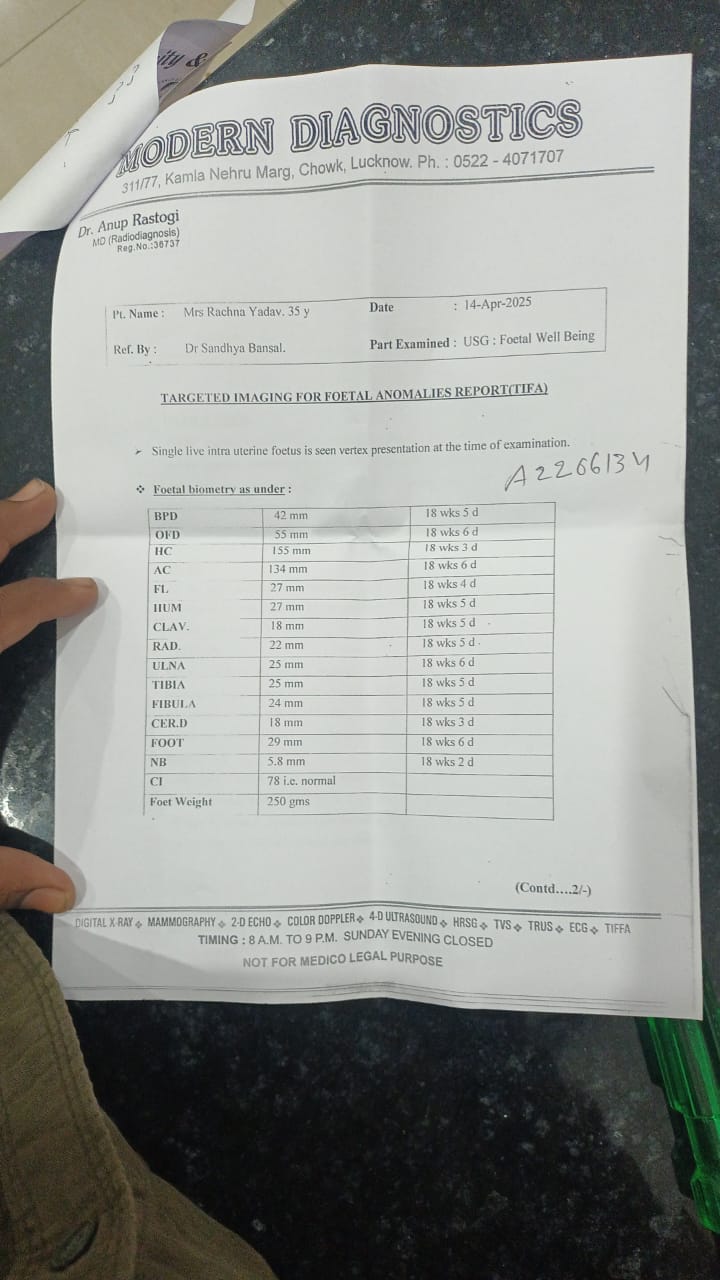 ity &
MODERN DIAGNOSTICS
311/77, Kamla Nehru Marg, Chowk, Lucknow. Ph. : 0522 - 4071707
Dr. Anup Rastogi
MD (Radiodiagnosis)
Reg.No.:36737
Pt. Name : Mrs Rachna Yadav. 35 y Date : 14-Apr-2025
Ref. By : Dr Sandhya Bansal. Part Examined : USG : Foetal Well Being
TARGETED IMAGING FOR FOETAL ANOMALIES REPORT(TIFA)
➢ Single live intra uterine foetus is seen vertex presentation at the time of examination.
A2206134
❖ Foetal biometry as under :
BPD 42 mm 18 wks 5 d
OFD 55 mm 18 wks 6 d
HC 155 mm 18 wks 3 d
AC 134 mm 18 wks 6 d
FL 27 mm 18 wks 4 d
HUM 27 mm 18 wks 5 d
CLAV. 18 mm 18 wks 5 d
RAD. 22 mm 18 wks 5 d
ULNA 25 mm 18 wks 6 d
TIBIA 25 mm 18 wks 5 d
FIBULA 24 mm 18 wks 5 d
CER.D 18 mm 18 wks 3 d
FOOT 29 mm 18 wks 6 d
NB 5.8 mm 18 wks 2 d
CI 78 i.e. normal
Foet Weight 250 gms
(Contd....2/-)
DIGITAL X-RAY ❖ MAMMOGRAPHY ❖ 2-D ECHO ❖ COLOR DOPPLER ❖ 4-D ULTRASOUND ❖ HRSG ❖ TVS ❖ TRUS ❖ ECG ❖ TIFFA
TIMING : 8 A.M. TO 9 P.M. SUNDAY EVENING CLOSED
NOT FOR MEDICO LEGAL PURPOSE